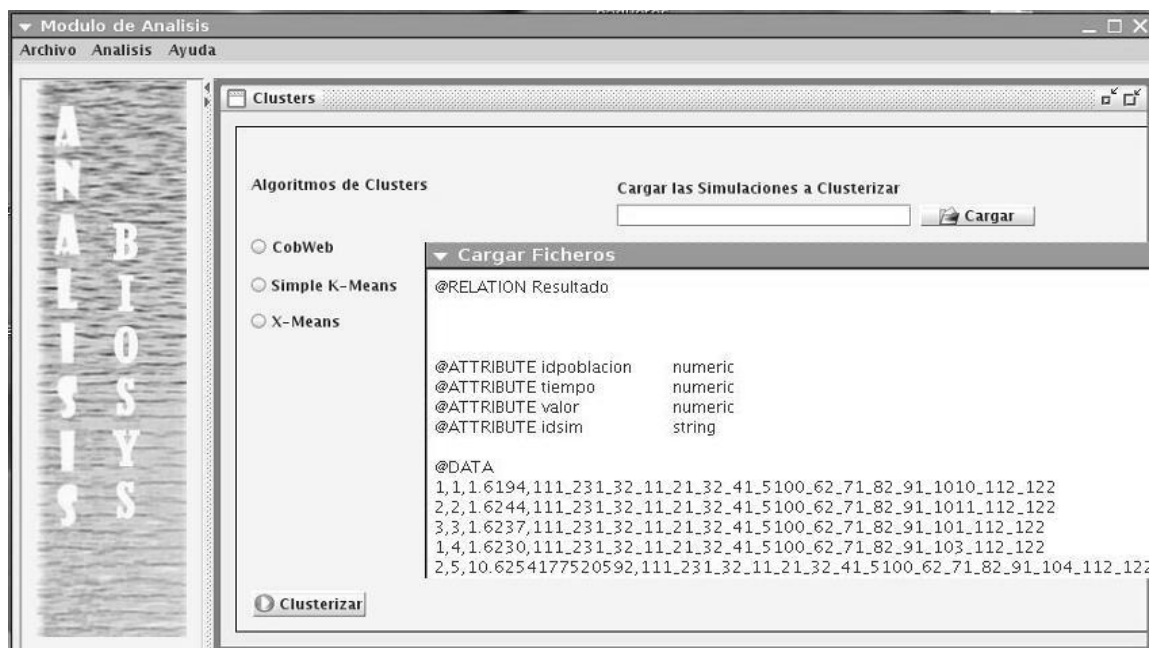 Modulo de Analisis
Archivo Analisis Ayuda
ANALISIS
BIOSYS
Clusters
Algoritmos de Clusters
Cargar las Simulaciones a Clusterizar
Cargar
CobWeb
Simple K-Means
X-Means
Cargar Ficheros
@RELATION Resultado
@ATTRIBUTE idpoblacion numeric
@ATTRIBUTE tiempo numeric
@ATTRIBUTE valor numeric
@ATTRIBUTE idsim string
@DATA
1,1,1.6194,111_231_32_11_21_32_41_5100_62_71_82_91_1010_112_122
2,2,1.6244,111_231_32_11_21_32_41_5100_62_71_82_91_1011_112_122
3,3,1.6237,111_231_32_11_21_32_41_5100_62_71_82_91_101_112_122
1,4,1.6230,111_231_32_11_21_32_41_5100_62_71_82_91_103_112_122
2,5,10.6254177520592,111_231_32_11_21_32_41_5100_62_71_82_91_104_112_122
Clusterizar